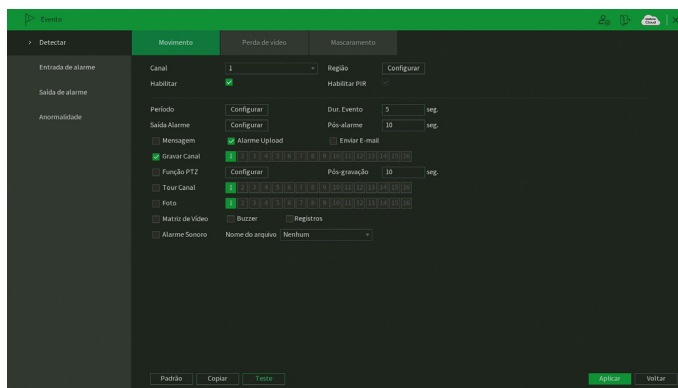 Evento
Detectar Movimento Perda de vídeo Mascaramento
Entrada de alarme Canal 1 Região Configurar
Habilitar Habilitar PIR
Saída de alarme
Período Configurar Dur. Evento 5 seg.
Anormalidade
Saída Alarme Configurar Pós-alarme 10 seg.
Mensagem Alarme Upload Enviar E-mail
Gravar Canal 1 2 3 4 5 6 7 8 9 10 11 12 13 14 15 16
Função PTZ Configurar Pós-gravação 10 seg.
Tour Canal 1 2 3 4 5 6 7 8 9 10 11 12 13 14 15 16
Foto 1 2 3 4 5 6 7 8 9 10 11 12 13 14 15 16
Matriz de Vídeo Buzzer Registros
Alarme Sonoro Nome do arquivo Nenhum
Padrão Copiar Teste Aplicar Voltar